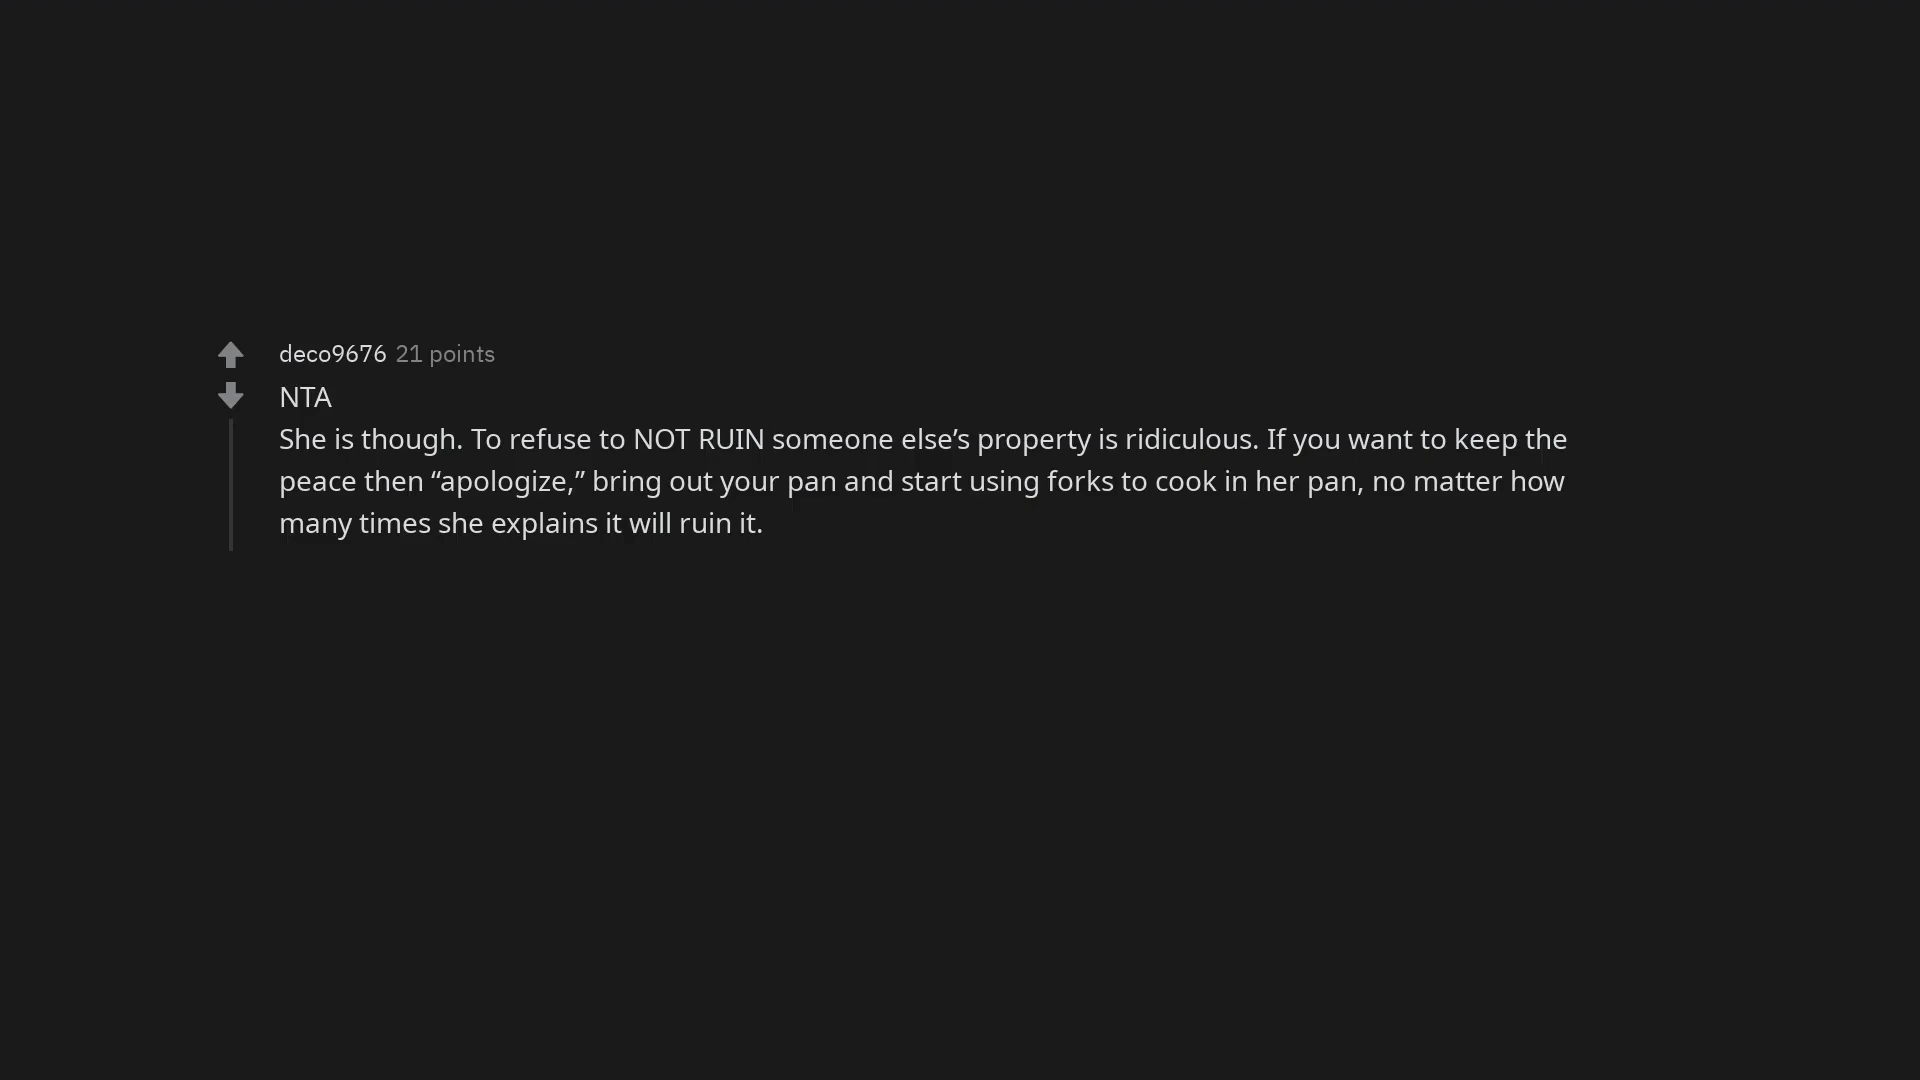 deco9676 21 points
NTA
She is though. To refuse to NOT RUIN someone else’s property is ridiculous. If you want to keep the
peace then “apologize,” bring out your pan and start using forks to cook in her pan, no matter how
many times she explains it will ruin it.